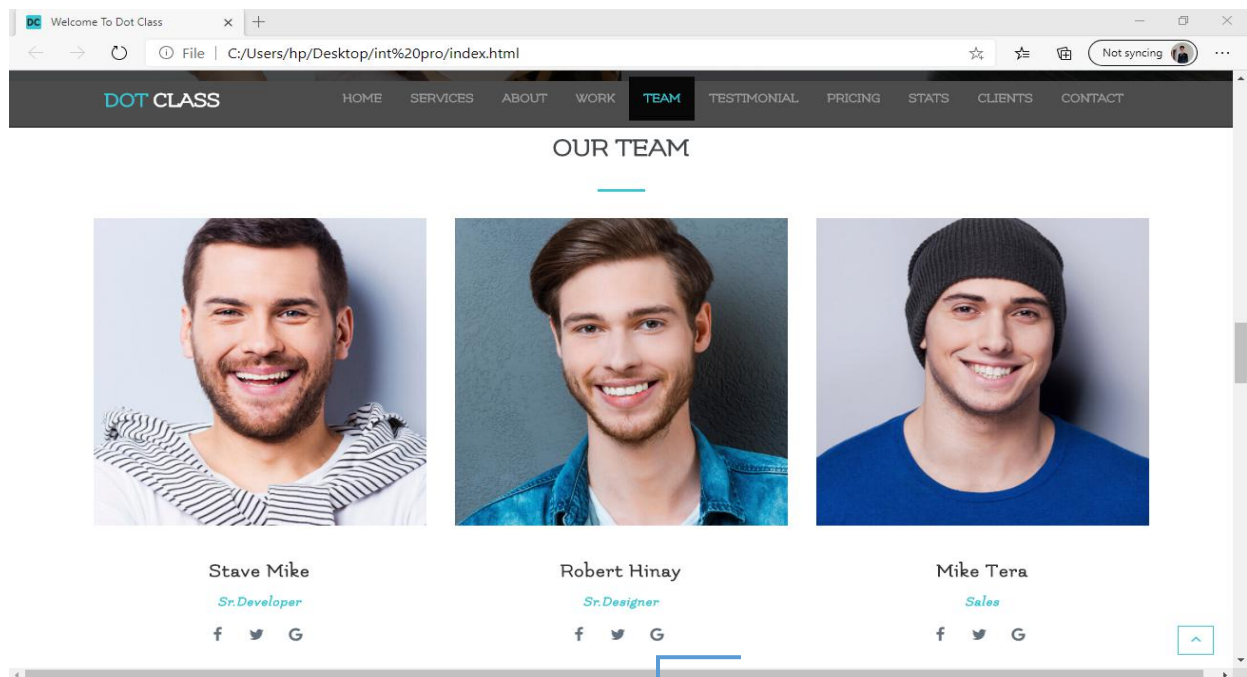 DC Welcome To Dot Class
File | C:/Users/hp/Desktop/int%20pro/index.html Not syncing
DOT CLASS HOME SERVICES ABOUT WORK TEAM TESTIMONIAL PRICING STATS CLIENTS CONTACT
OUR TEAM
Stave Mike Robert Hinay Mike Tera
Sr.Developer Sr.Designer Sales
f G f G f G